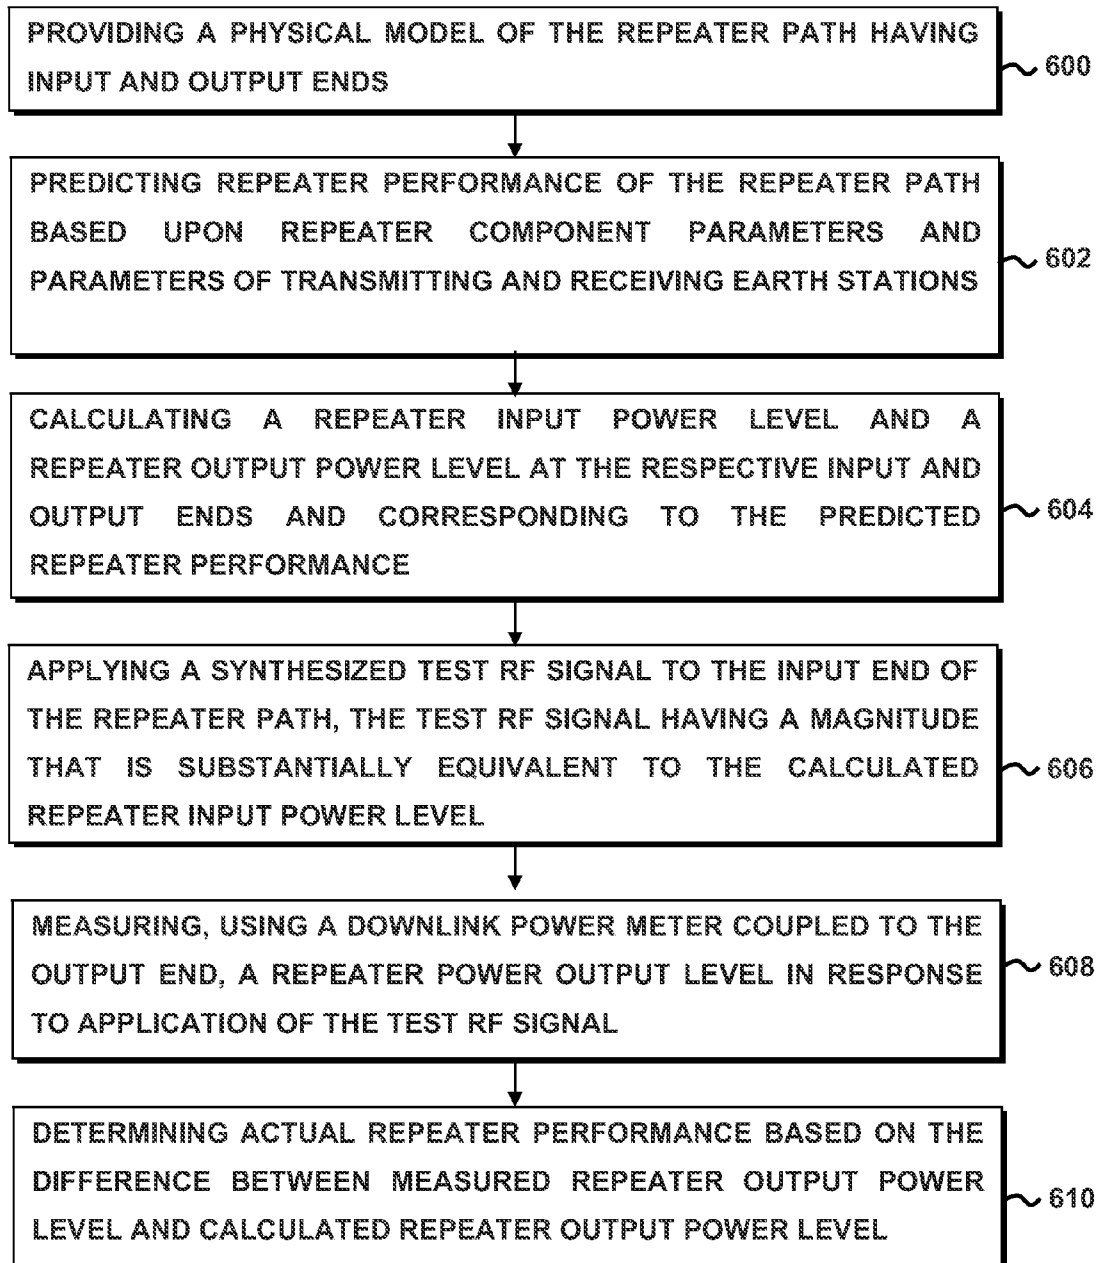 PROVIDING A PHYSICAL MODEL OF THE REPEATER PATH HAVING
INPUT AND OUTPUT ENDS
600
PREDICTING REPEATER PERFORMANCE OF THE REPEATER PATH
BASED UPON REPEATER COMPONENT PARAMETERS AND
PARAMETERS OF TRANSMITTING AND RECEIVING EARTH STATIONS
602
CALCULATING A REPEATER INPUT POWER LEVEL AND A
REPEATER OUTPUT POWER LEVEL AT THE RESPECTIVE INPUT AND
OUTPUT ENDS AND CORRESPONDING TO THE PREDICTED
REPEATER PERFORMANCE
604
APPLYING A SYNTHESIZED TEST RF SIGNAL TO THE INPUT END OF
THE REPEATER PATH, THE TEST RF SIGNAL HAVING A MAGNITUDE
THAT IS SUBSTANTIALLY EQUIVALENT TO THE CALCULATED
REPEATER INPUT POWER LEVEL
606
MEASURING, USING A DOWNLINK POWER METER COUPLED TO THE
OUTPUT END, A REPEATER POWER OUTPUT LEVEL IN RESPONSE
TO APPLICATION OF THE TEST RF SIGNAL
608
DETERMINING ACTUAL REPEATER PERFORMANCE BASED ON THE
DIFFERENCE BETWEEN MEASURED REPEATER OUTPUT POWER
LEVEL AND CALCULATED REPEATER OUTPUT POWER LEVEL
610